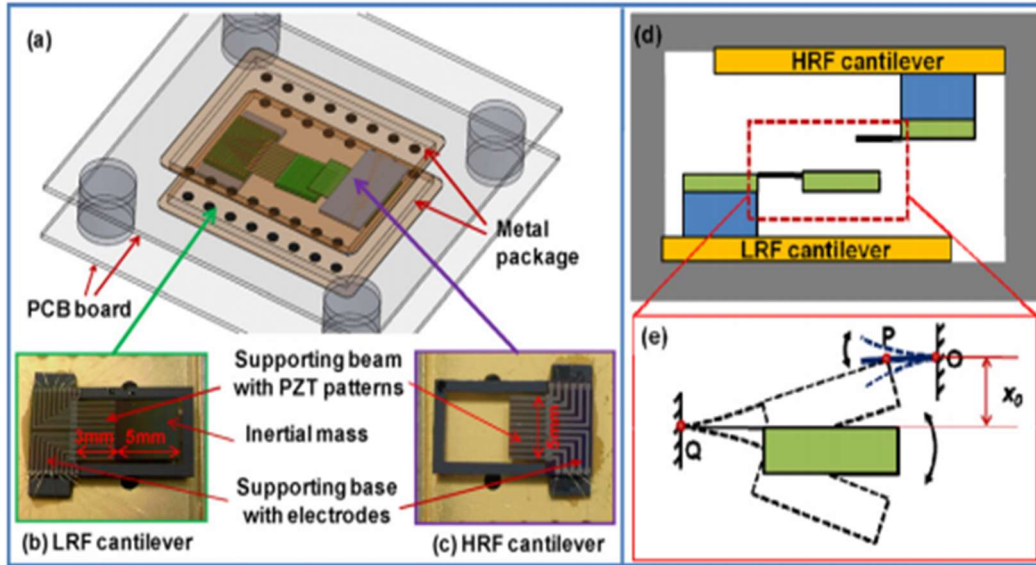 (a)
Metal
package
PCB board
Supporting beam
with PZT patterns
Inertial mass
3mm
5mm
Supporting base
with electrodes
5mm
(b) LRF cantilever
(c) HRF cantilever
(d)
HRF cantilever
LRF cantilever
(e)
P
O
Q
x0